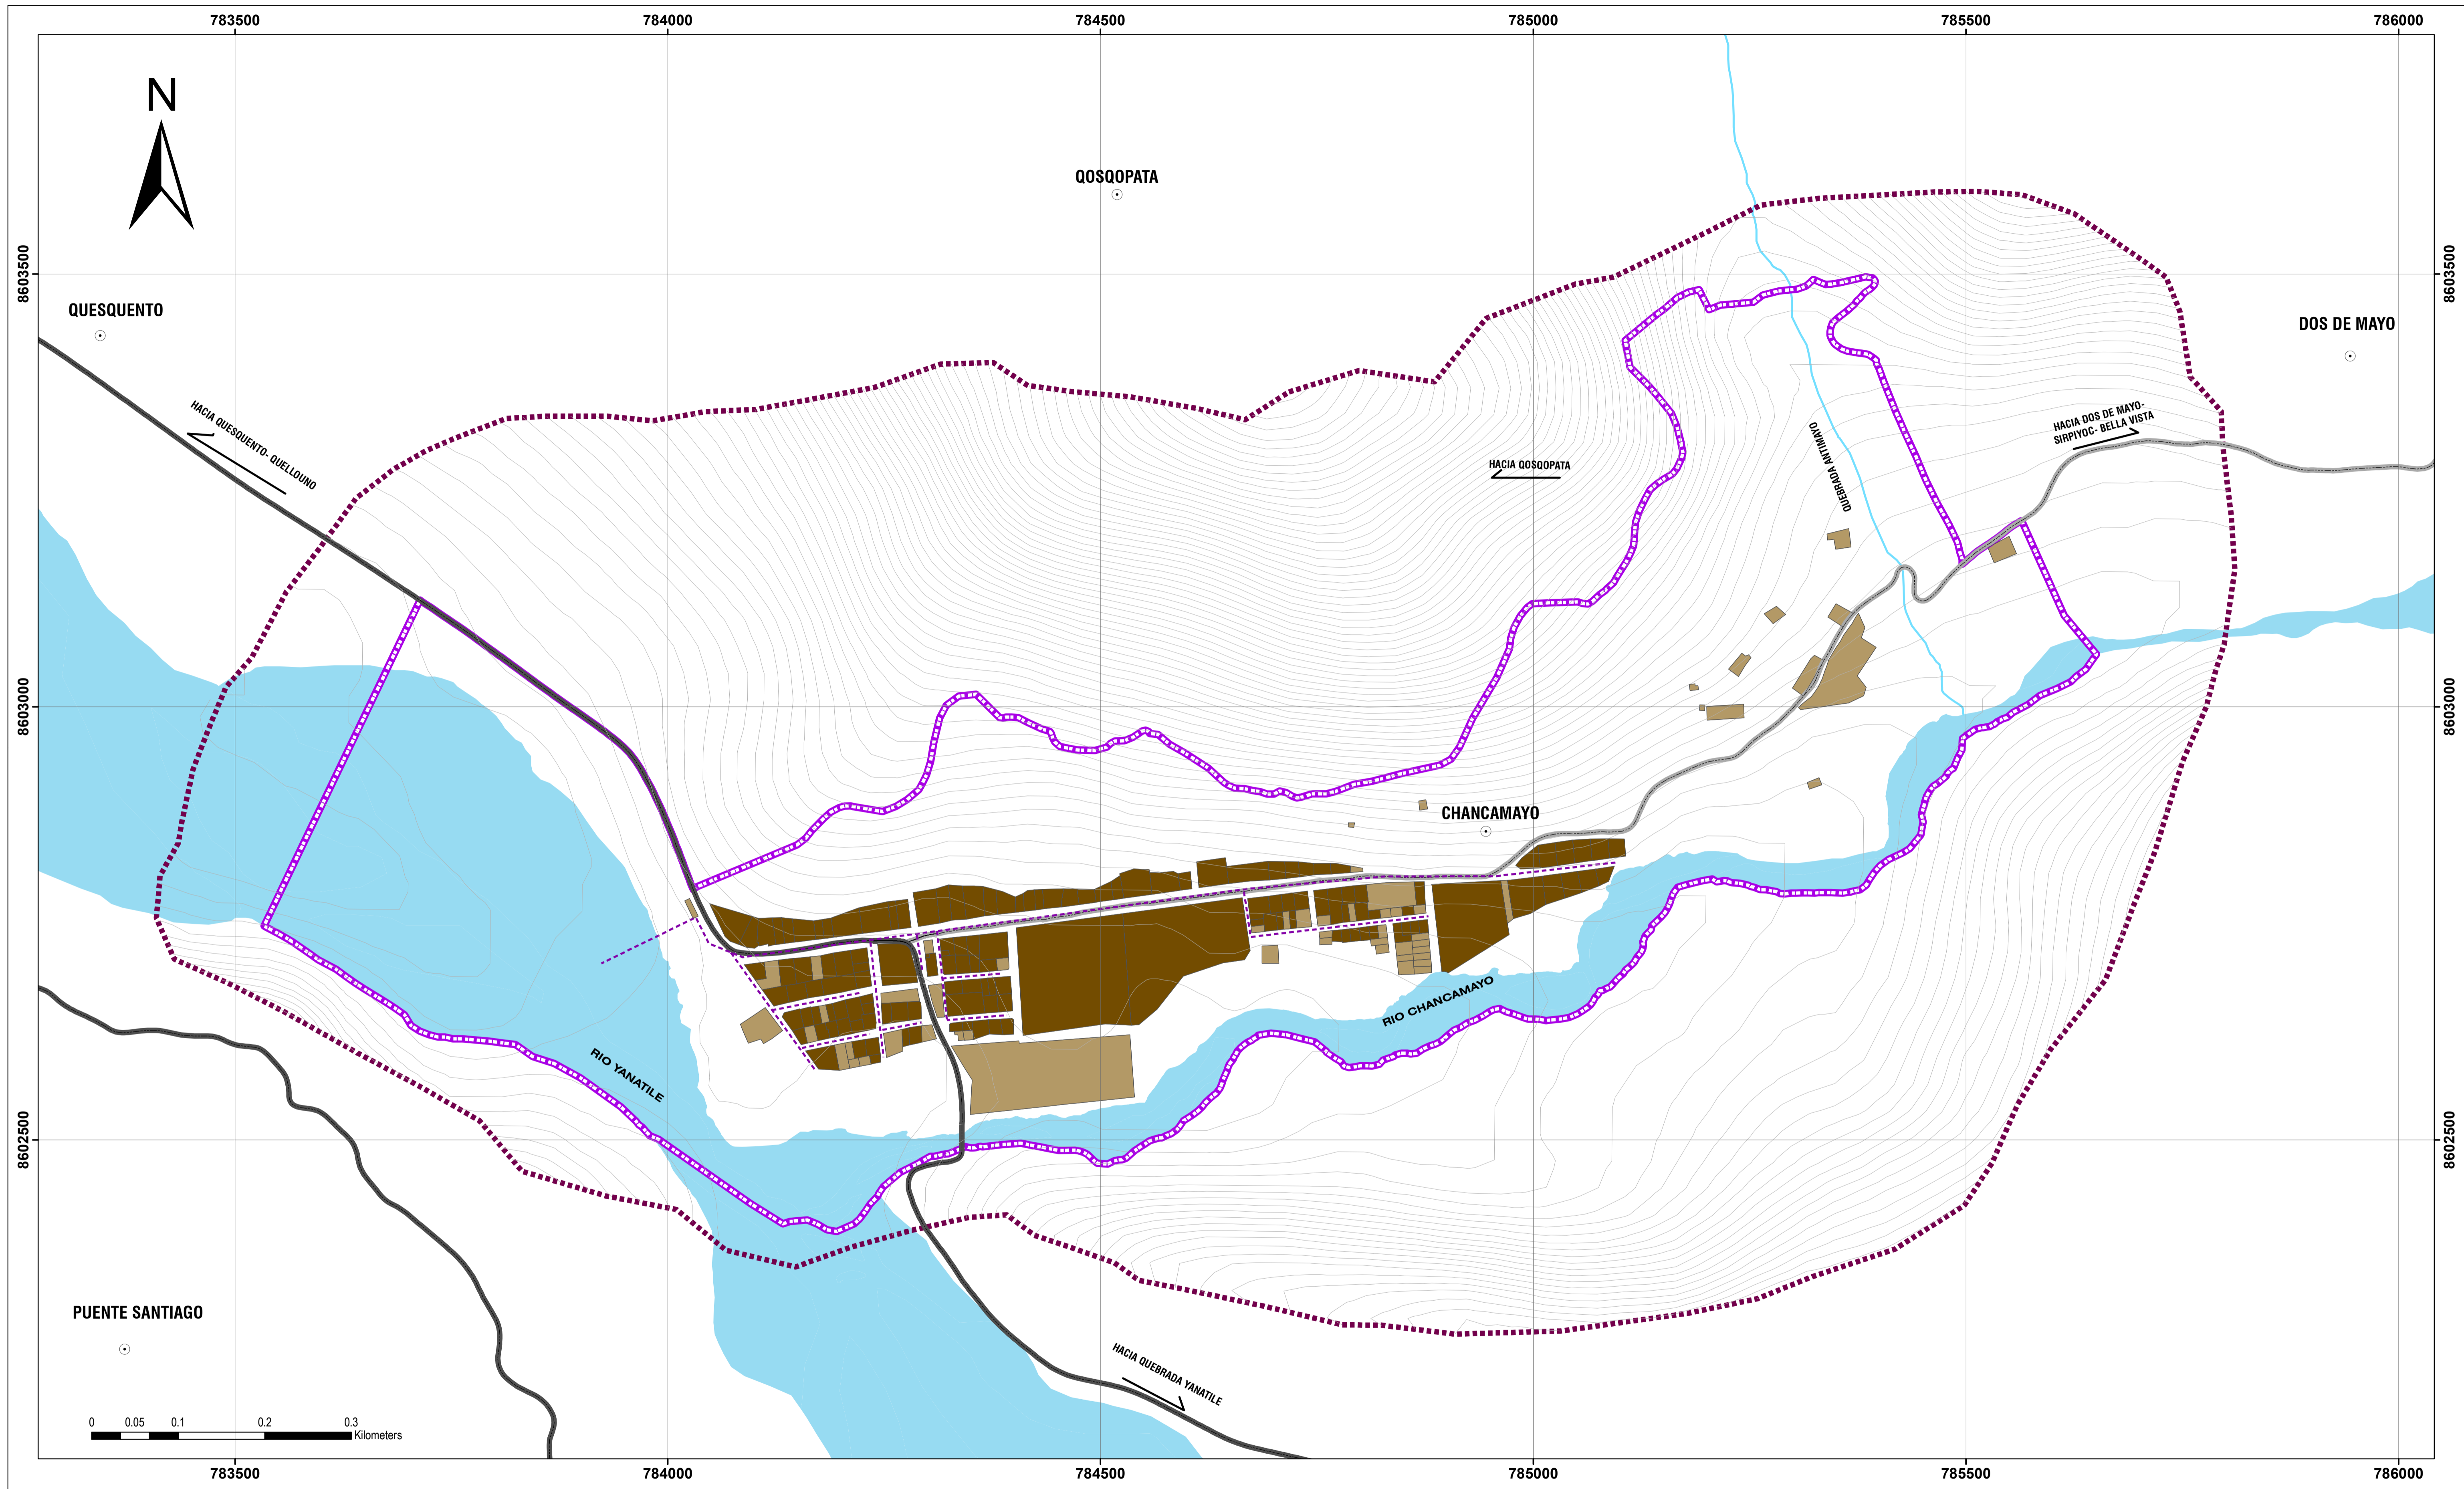 783500 784000 784500 785000 785500 786000
N
QOSQOPATA
8603500
8603500
QUESQUENTO
DOS DE MAYO
HACIA QUESQUENTO- QUELLOUNO
HACIA DOS DE MAYO-
SIRPIYOC- BELLA VISTA
HACIA QOSQOPATA
QUEBRADA ANTIMAYO
8603000
8603000
CHANCAMAYO
RIO CHANCAMAYO
RIO YANATILE
8602500
8602500
PUENTE SANTIAGO
HACIA QUEBRADA YANATILE
0 0.05 0.1 0.2 0.3
Kilometers
783500 784000 784500 785000 785500 786000